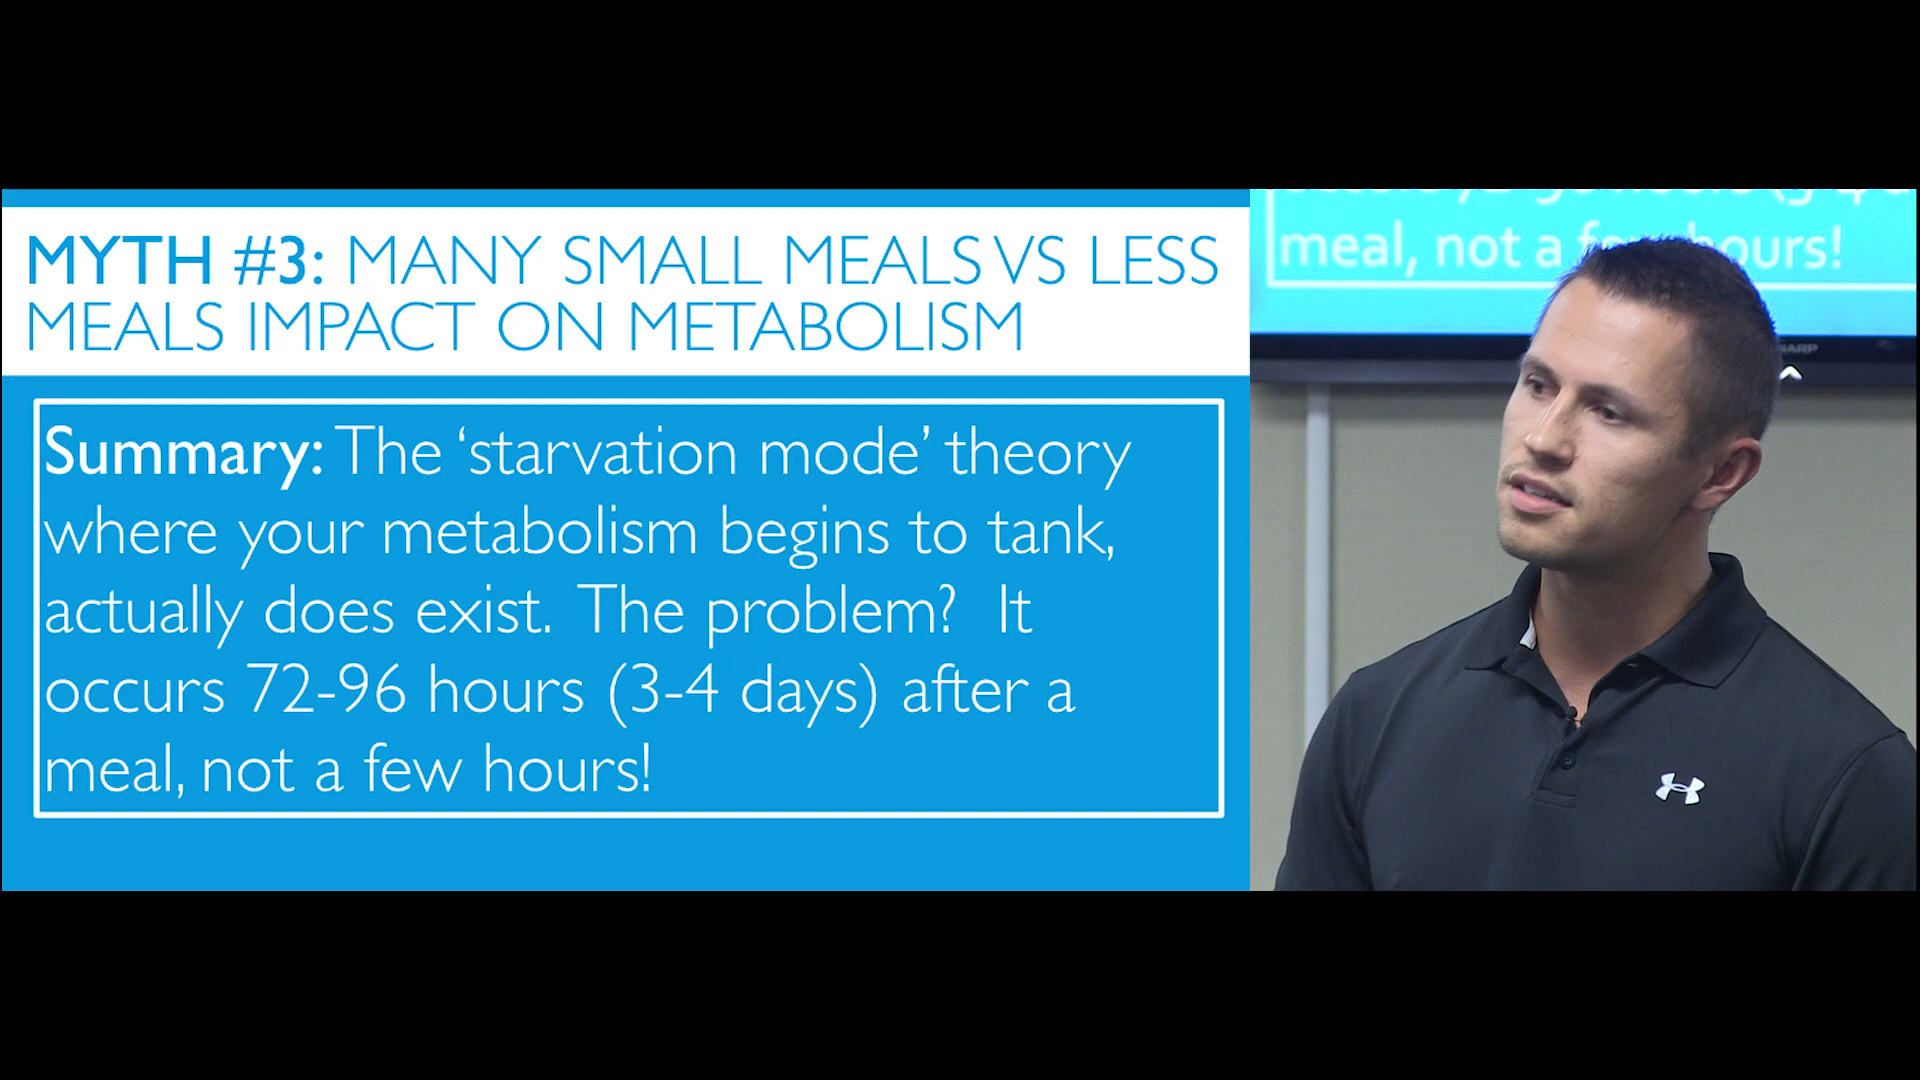 MYTH #3: MANY SMALL MEALS VS LESS
MEALS IMPACT ON METABOLISM
Summary: The ‘starvation mode’ theory
where your metabolism begins to tank,
actually does exist. The problem? It
occurs 72-96 hours (3-4 days) after a
meal, not a few hours!
meal, not a few hours!